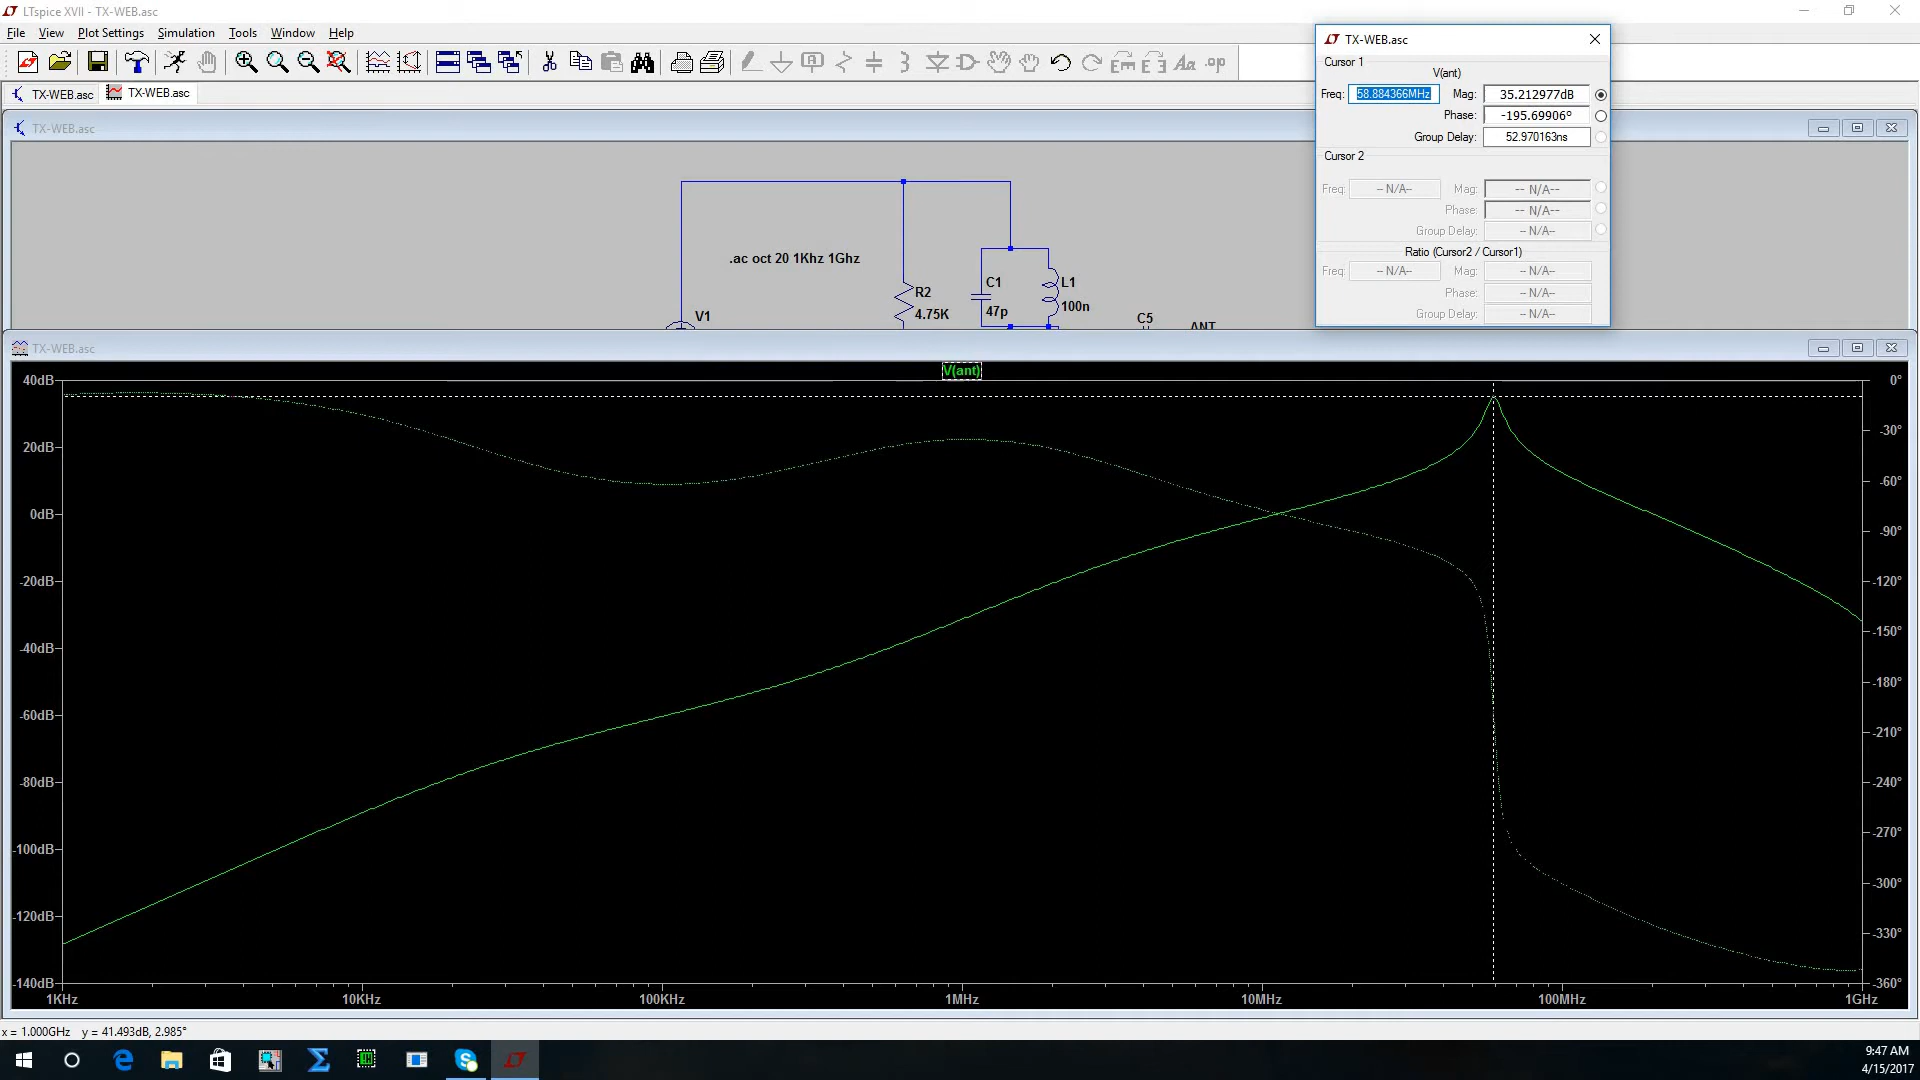 LTspice XVII - TX-WEB.asc
File View Plot Settings Simulation Tools Window Help
TX-WEB.asc TX-WEB.asc
TX-WEB.asc
.ac oct 20 1Khz 1Ghz
V1
R2
4.75K
C1
47p
L1
100n
C5
ANT
TX-WEB.asc
Cursor 1
V(ant)
Freq: 58.884366MHz Mag: 35.212977dB
Phase: -195.69906°
Group Delay: 52.970163ns
Cursor 2
Freq: -- N/A-- Mag: -- N/A--
Phase: -- N/A--
Group Delay: -- N/A--
Ratio (Cursor2 / Cursor1)
Freq: -- N/A-- Mag: -- N/A--
Phase: -- N/A--
Group Delay: -- N/A--
TX-WEB.asc
V(ant)
40dB 0°
20dB -30°
0dB -60°
-20dB -90°
-40dB -120°
-60dB -150°
-80dB -180°
-100dB -210°
-120dB -240°
-140dB -270°
-300°
-330°
-360°
1KHz 10KHz 100KHz 1MHz 10MHz 100MHz 1GHz
x = 1.000GHz y = 41.493dB, 2.985°
9:47 AM
4/15/2017